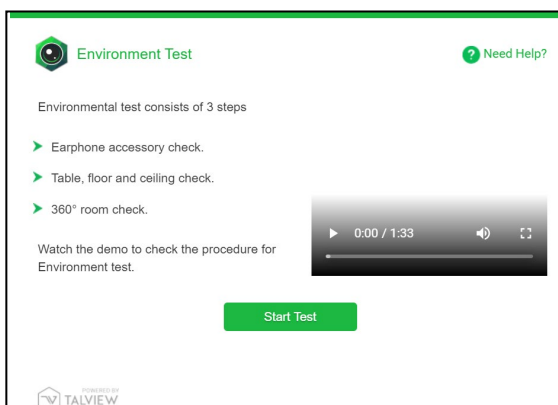 Environment Test
? Need Help?
Environmental test consists of 3 steps
Earphone accessory check.
Table, floor and ceiling check.
360° room check.
0:00 / 1:33
Watch the demo to check the procedure for
Environment test.
Start Test
POWERED BY
TALVIEW